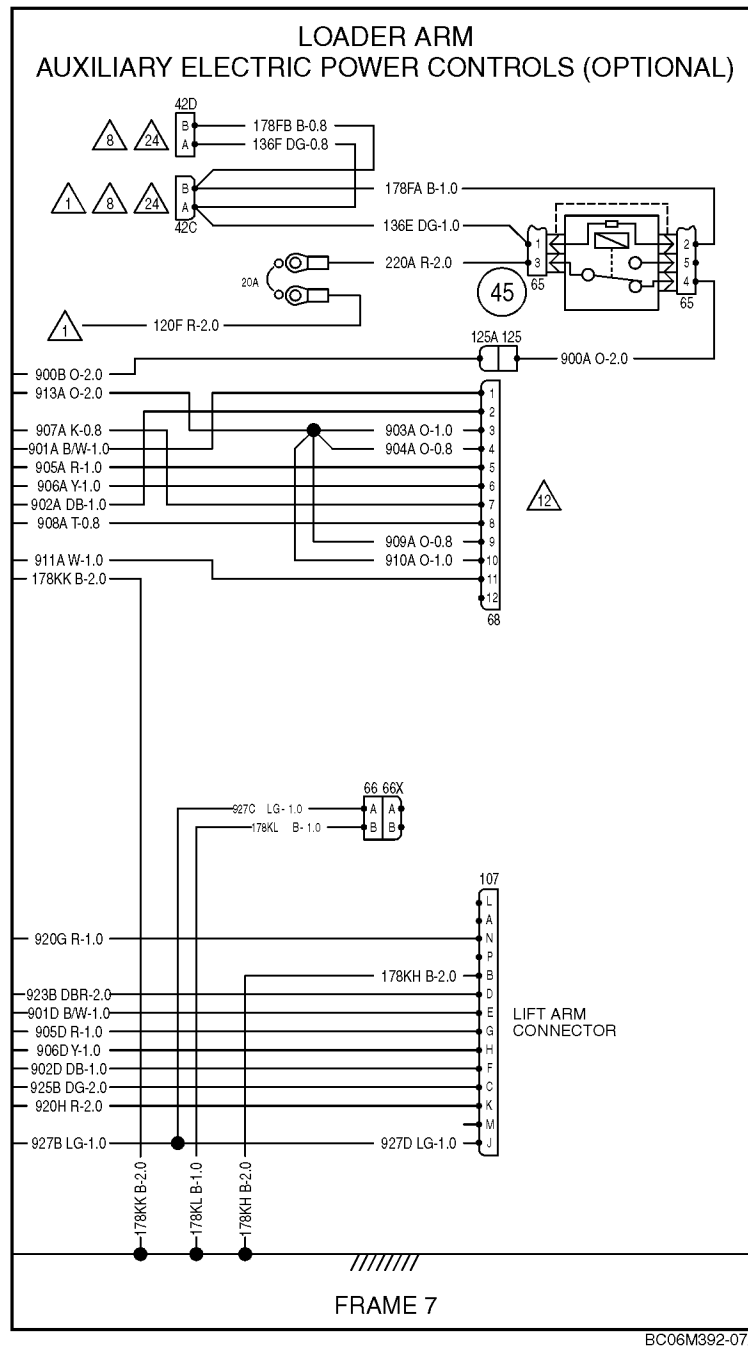 LOADER ARM
AUXILIARY ELECTRIC POWER CONTROLS (OPTIONAL)
42D
B
178FB B-0.8
8
24
A
136F DG-0.8
B
178FA B-1.0
1
8
24
A
42C
136E DG-1.0
1
2
220A R-2.0
3
5
20A
45
65
4
65
1
120F R-2.0
125A 125
900A O-2.0
900B O-2.0
913A O-2.0
1
2
907A K-0.8
903A O-1.0
3
901A B/W-1.0
904A O-0.8
4
905A R-1.0
5
906A Y-1.0
6
902A DB-1.0
7
12
908A T-0.8
8
909A O-0.8
9
911A W-1.0
910A O-1.0
10
178KK B-2.0
11
12
68
66 66X
927C LG-1.0
A A
178KL B-1.0
B B
107
L
A
920G R-1.0
N
P
178KH B-2.0
B
923B DBR-2.0
D
901D B/W-1.0
E
LIFT ARM
905D R-1.0
G
CONNECTOR
906D Y-1.0
H
902D DB-1.0
F
925B DG-2.0
C
920H R-2.0
K
M
927B LG-1.0
927D LG-1.0
J
178KK B-2.0
178KL B-1.0
178KH B-2.0
FRAME 7
BC06M392-07